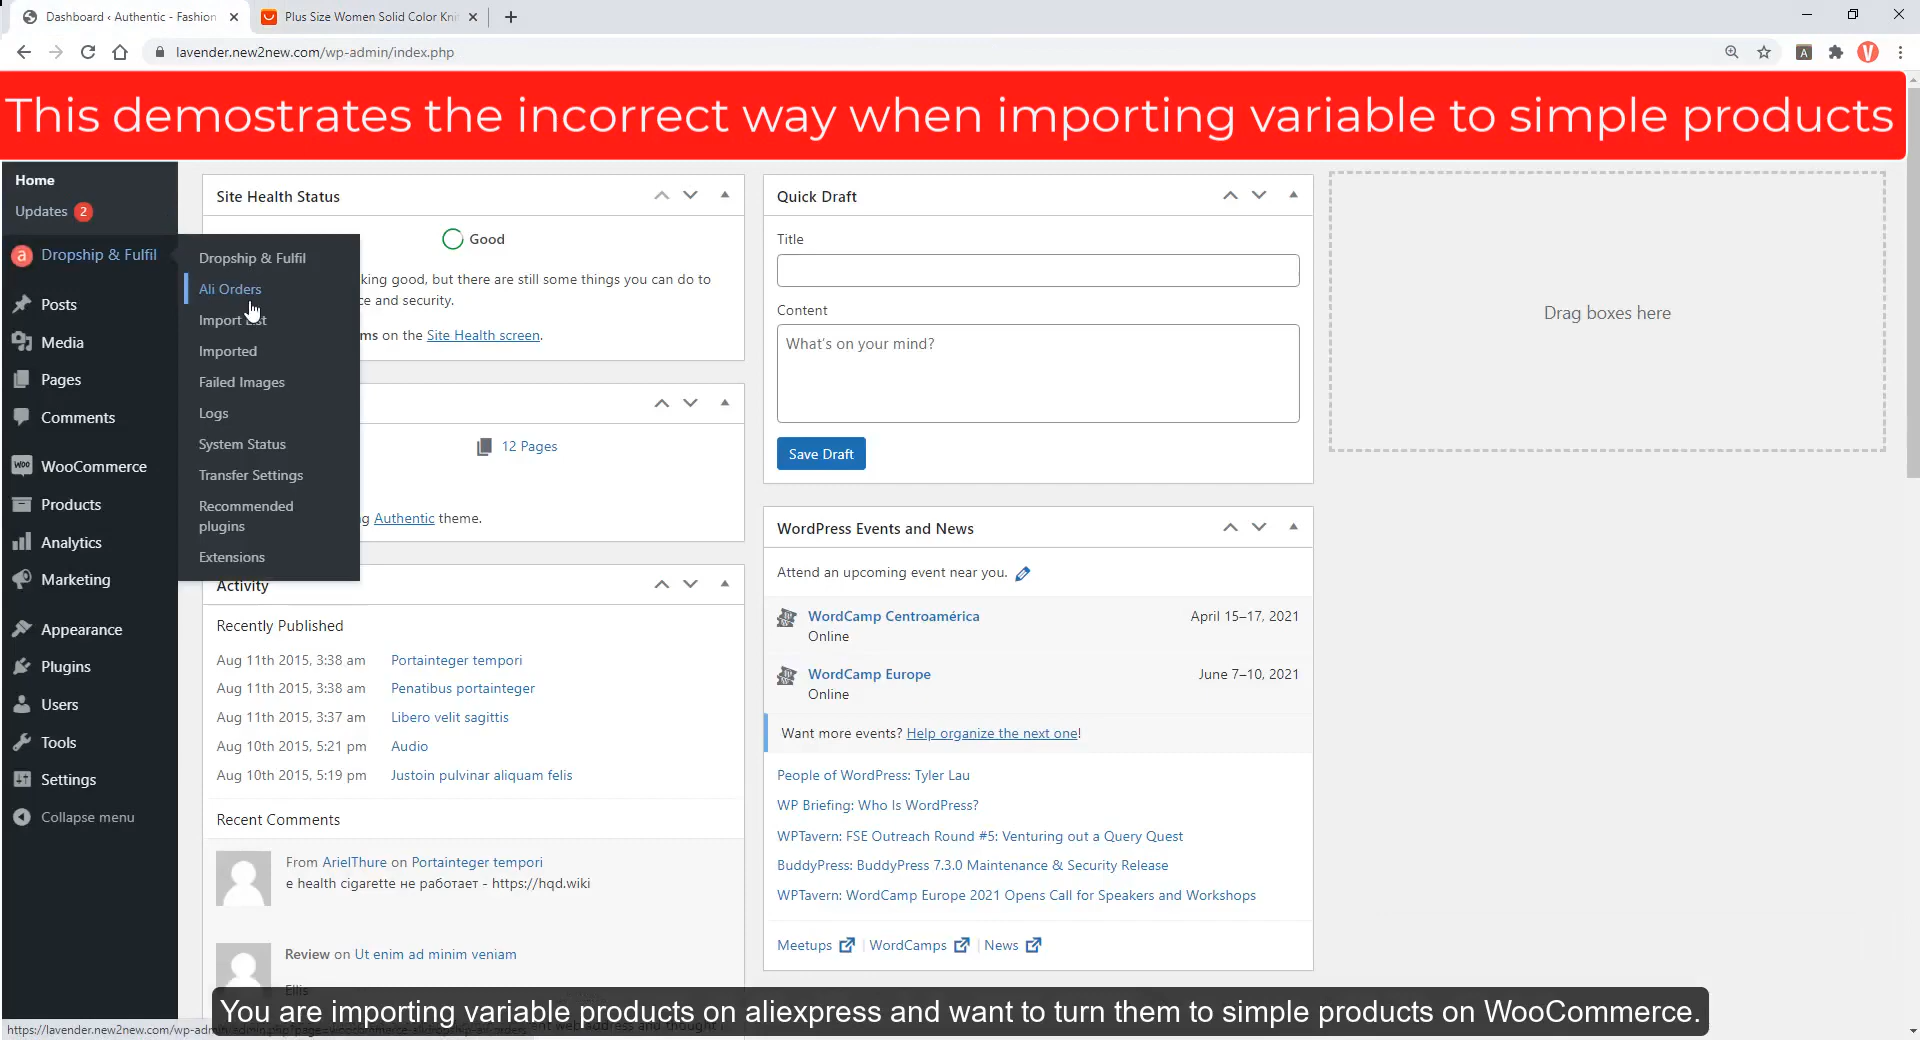 Dashboard ‹ Authentic - Fashion
Plus Size Women Solid Color Kni
lavender.new2new.com/wp-admin/index.php
This demostrates the incorrect way when importing variable to simple products
Home
Updates 2
Dropship & Fulfil
Posts
Media
Pages
Comments
WooCommerce
Products
Analytics
Marketing
Appearance
Plugins
Users
Tools
Settings
Collapse menu
Dropship & Fulfil
Ali Orders
Import List
Imported
Failed Images
Logs
System Status
Transfer Settings
Recommended
plugins
Extensions
Site Health Status
Good
king good, but there are still some things you can do to
ce and security.
ms on the Site Health screen.
12 Pages
g Authentic theme.
Activity
Recently Published
Aug 11th 2015, 3:38 am Portainteger tempori
Aug 11th 2015, 3:38 am Penatibus portainteger
Aug 11th 2015, 3:37 am Libero velit sagittis
Aug 10th 2015, 5:21 pm Audio
Aug 10th 2015, 5:19 pm Justoin pulvinar aliquam felis
Recent Comments
From ArielThure on Portainteger tempori
e health cigarette не работает - https://hqd.wiki
Review on Ut enim ad minim veniam
Ellis
Quick Draft
Title
Content
What's on your mind?
Save Draft
WordPress Events and News
Attend an upcoming event near you.
WordCamp Centroamérica April 15–17, 2021
Online
WordCamp Europe June 7–10, 2021
Online
Want more events? Help organize the next one!
People of WordPress: Tyler Lau
WP Briefing: Who Is WordPress?
WPTavern: FSE Outreach Round #5: Venturing out a Query Quest
BuddyPress: BuddyPress 7.3.0 Maintenance & Security Release
WPTavern: WordCamp Europe 2021 Opens Call for Speakers and Workshops
Meetups | WordCamps | News
Drag boxes here
You are importing variable products on aliexpress and want to turn them to simple products on WooCommerce.
https://lavender.new2new.com/wp-adm